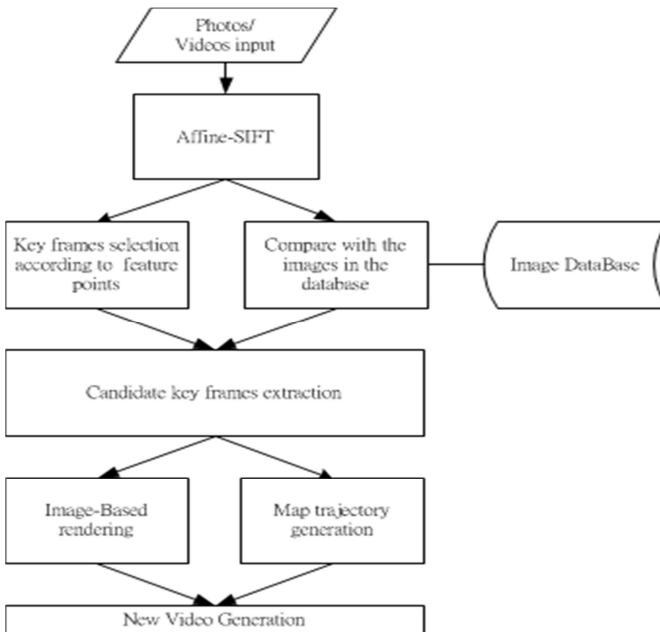 Photos/
Videos input
Affine-SIFT
Key frames selection
according to feature
points
Compare with the
images in the
database
Image DataBase
Candidate key frames extraction
Image-Based
rendering
Map trajectory
generation
New Video Generation